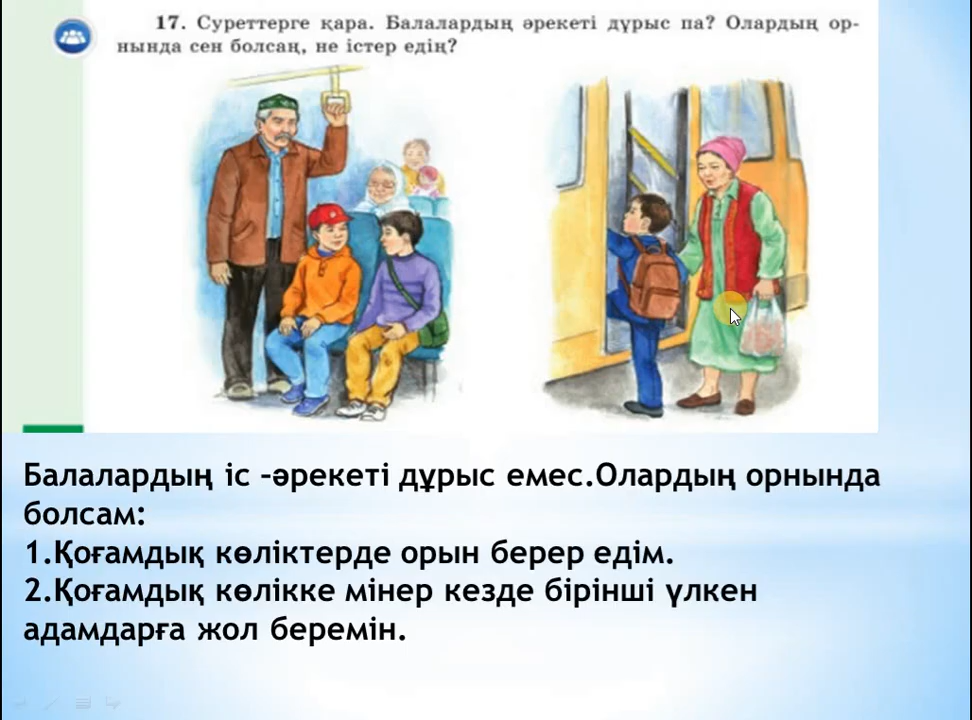 17. Суреттерге қара. Балалардың әрекеті дұрыс па? Олардың ор-
нында сен болсаң, не істер едің?
Балалардың іс -әрекеті дұрыс емес.Олардың орнында
болсам:
1.Қоғамдық көліктерде орын берер едім.
2.Қоғамдық көлікке мінер кезде бірінші үлкен
адамдарға жол беремін.